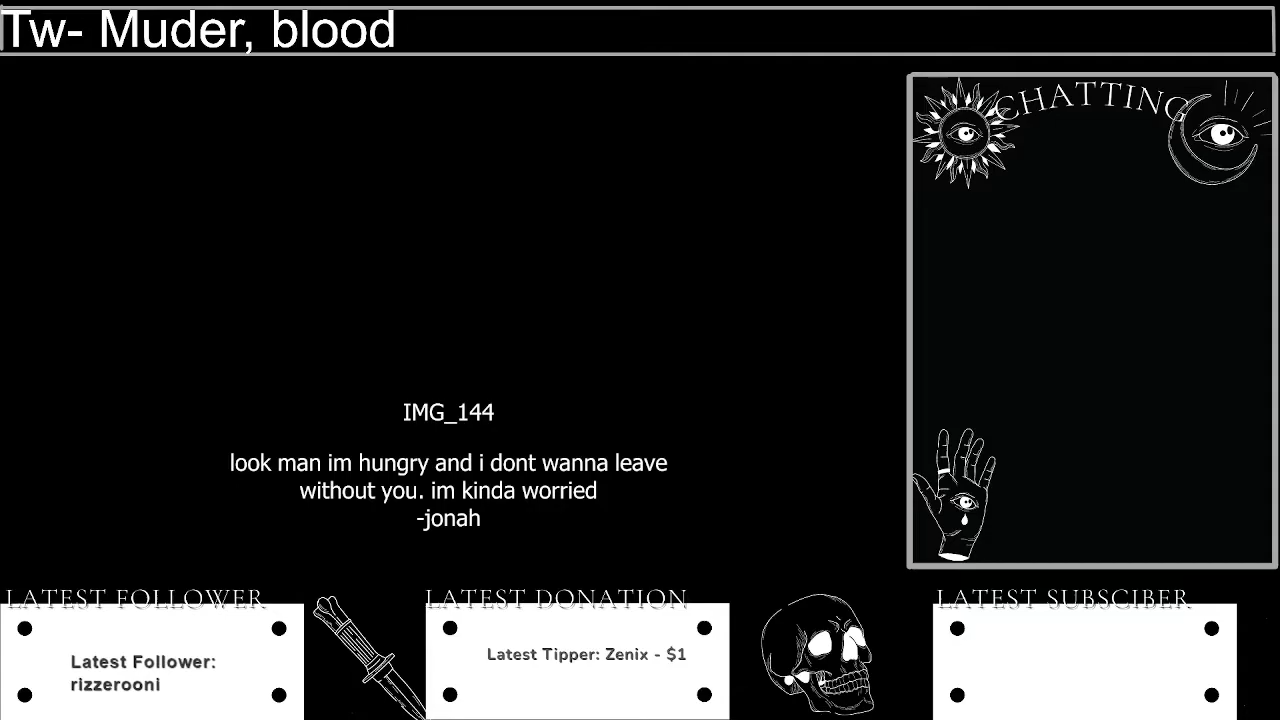 Tw- Muder, blood
CHATTING
IMG_144
look man im hungry and i dont wanna leave
without you. im kinda worried
-jonah
LATEST FOLLOWER
Latest Follower:
rizzerooni
LATEST DONATION
Latest Tipper: Zenix - $1
LATEST SUBSCIBER